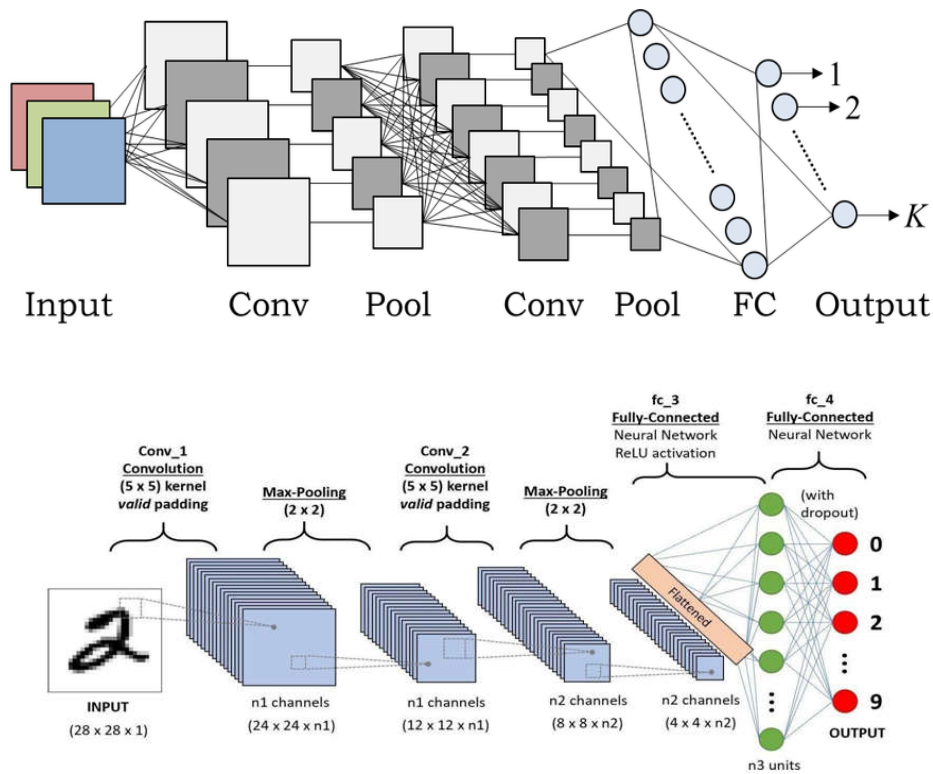 1
2
K
Input Conv Pool Conv Pool FC Output
fc_3
Fully-Connected
Neural Network
ReLU activation
fc_4
Fully-Connected
Neural Network
Conv_1
Convolution
(5 x 5) kernel
valid padding
Max-Pooling
(2 x 2)
Conv_2
Convolution
(5 x 5) kernel
valid padding
Max-Pooling
(2 x 2)
(with
dropout)
Flattened
0
1
2
9
OUTPUT
INPUT
(28 x 28 x 1)
n1 channels
(24 x 24 x n1)
n1 channels
(12 x 12 x n1)
n2 channels
(8 x 8 x n2)
n2 channels
(4 x 4 x n2)
n3 units